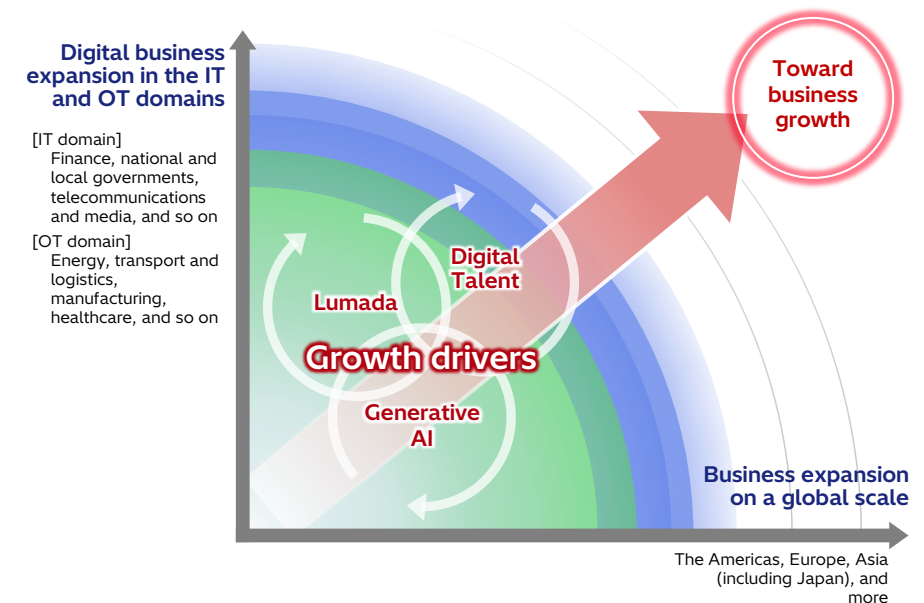 Digital business
expansion in the IT
and OT domains
[IT domain]
Finance, national and
local governments,
telecommunications
and media, and so on
[OT domain]
Energy, transport and
logistics,
manufacturing,
healthcare, and so on
Toward
business
growth
Digital
Talent
Lumada
Growth drivers
Generative
AI
Business expansion
on a global scale
The Americas, Europe, Asia
(including Japan), and
more